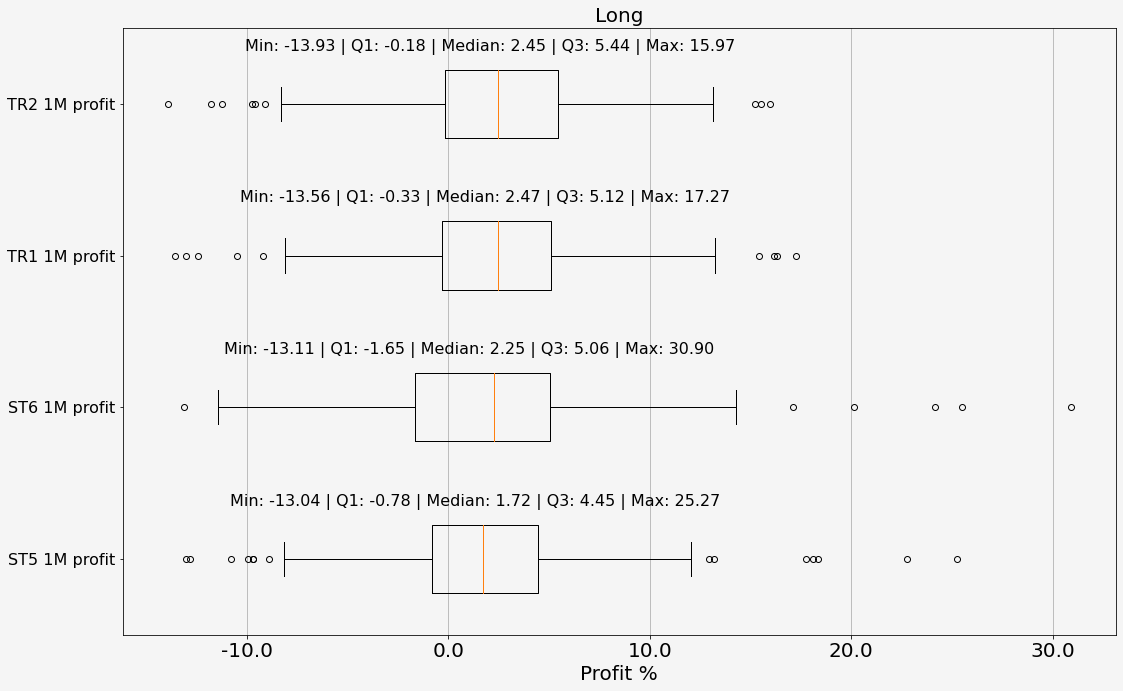 Long
Min: -13.93 | Q1: -0.18 | Median: 2.45 | Q3: 5.44 | Max: 15.97
TR2 1M profit
Min: -13.56 | Q1: -0.33 | Median: 2.47 | Q3: 5.12 | Max: 17.27
TR1 1M profit
Min: -13.11 | Q1: -1.65 | Median: 2.25 | Q3: 5.06 | Max: 30.90
ST6 1M profit
Min: -13.04 | Q1: -0.78 | Median: 1.72 | Q3: 4.45 | Max: 25.27
ST5 1M profit
-10.0 0.0 10.0 20.0 30.0
Profit %